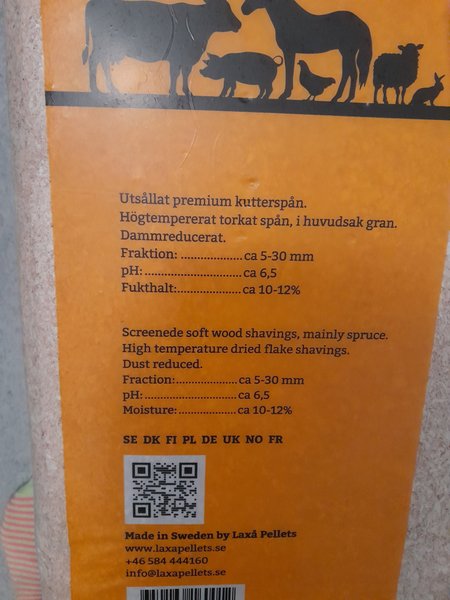 Utsållat premium kutterspån.
Högtempererat torkat spån, i huvudsak gran.
Dammreducerat.
Fraktion: ...................ca 5-30 mm
pH:..............................ca 6,5
Fukthalt:....................ca 10-12%
Screenede soft wood shavings, mainly spruce.
High temperature dried flake shavings.
Dust reduced.
Fraction:....................ca 5-30 mm
pH:..............................ca 6,5
Moisture:...................ca 10-12%
SE DK FI PL DE UK NO FR
Made in Sweden by Laxå Pellets
www.laxapellets.se
+46 584 444160
info@laxapellets.se